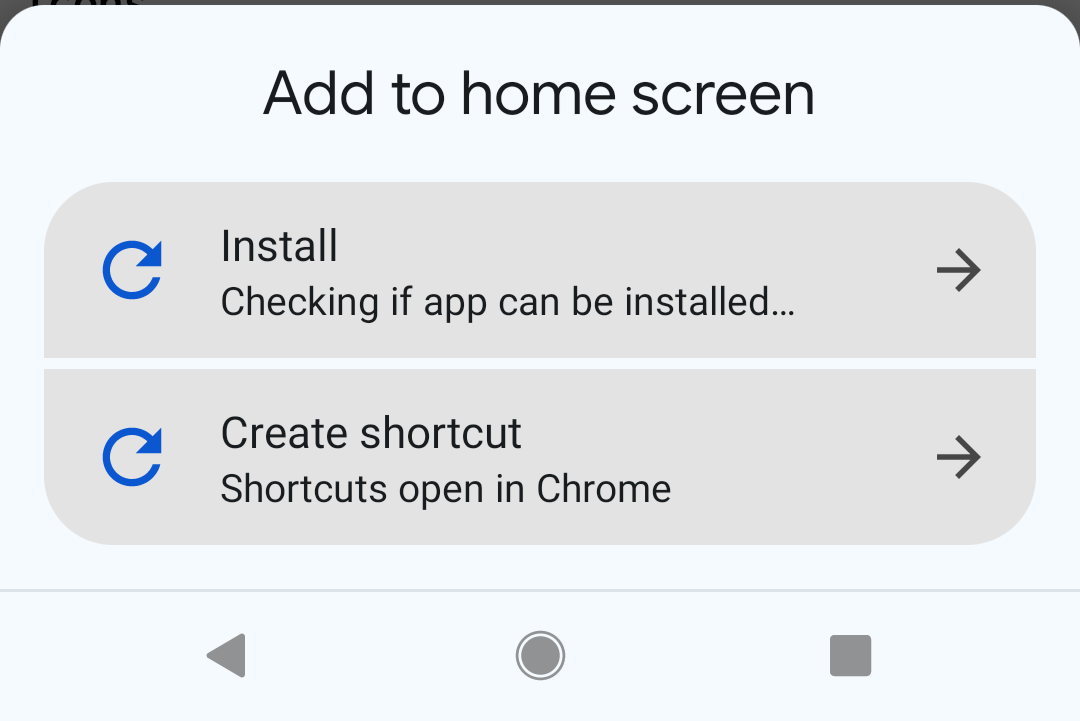 Add to home screen
Install
Checking if app can be installed…
Create shortcut
Shortcuts open in Chrome